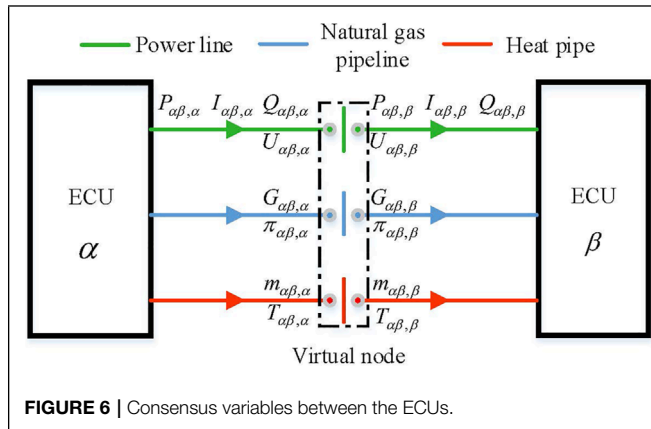 Power line
Natural gas pipeline
Heat pipe
P_{αβ,α} I_{αβ,α} Q_{αβ,α}
P_{αβ,β} I_{αβ,β} Q_{αβ,β}
U_{αβ,α}
U_{αβ,β}
ECU
α
G_{αβ,α}
G_{αβ,β}
π_{αβ,α}
π_{αβ,β}
ECU
β
m_{αβ,α}
m_{αβ,β}
T_{αβ,α}
T_{αβ,β}
Virtual node
FIGURE 6 | Consensus variables between the ECUs.